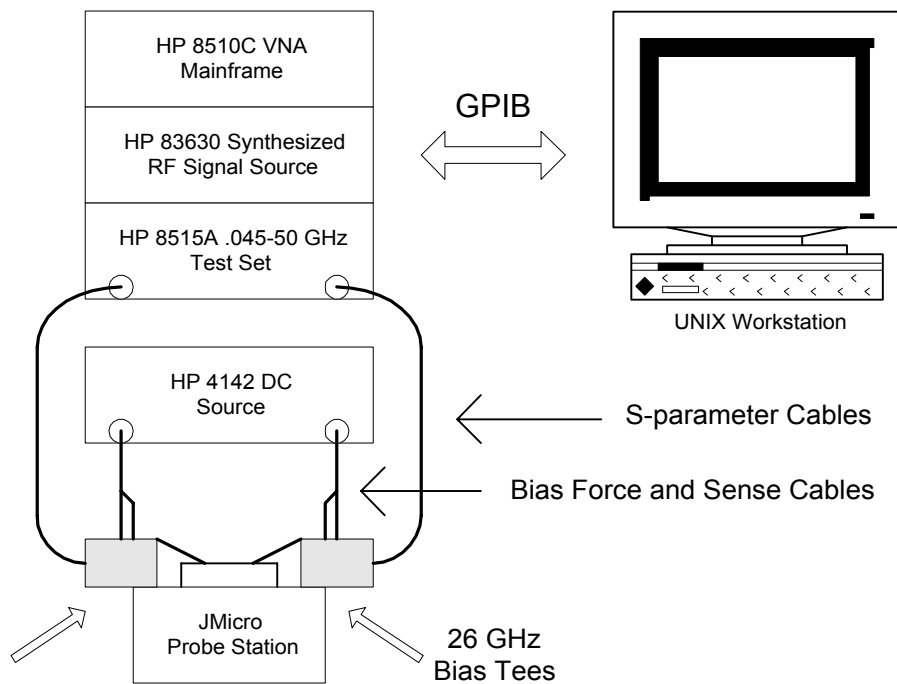 HP 8510C VNA
Mainframe
HP 83630 Synthesized
RF Signal Source
HP 8515A .045-50 GHz
Test Set
GPIB
UNIX Workstation
HP 4142 DC
Source
S-parameter Cables
Bias Force and Sense Cables
JMicro
Probe Station
26 GHz
Bias Tees